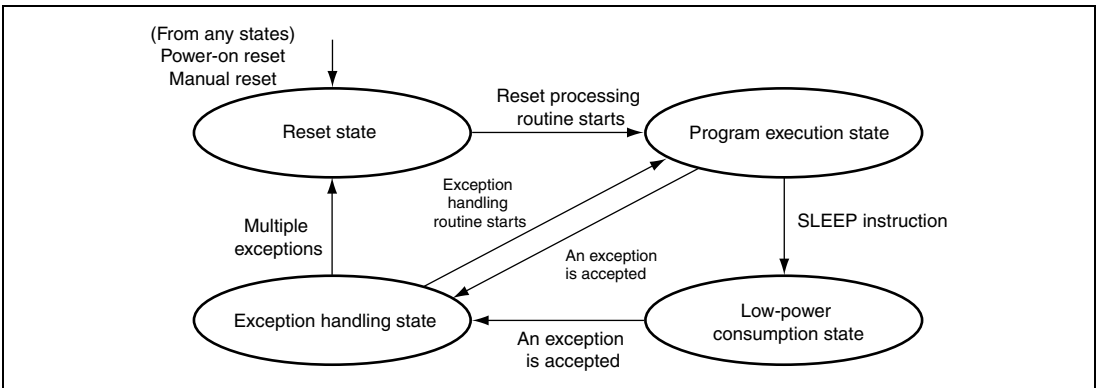 (From any states)
Power-on reset
Manual reset
Reset state
Reset processing
routine starts
Program execution state
Exception
handling
routine starts
Multiple
exceptions
SLEEP instruction
An exception
is accepted
Exception handling state
An exception
is accepted
Low-power
consumption state